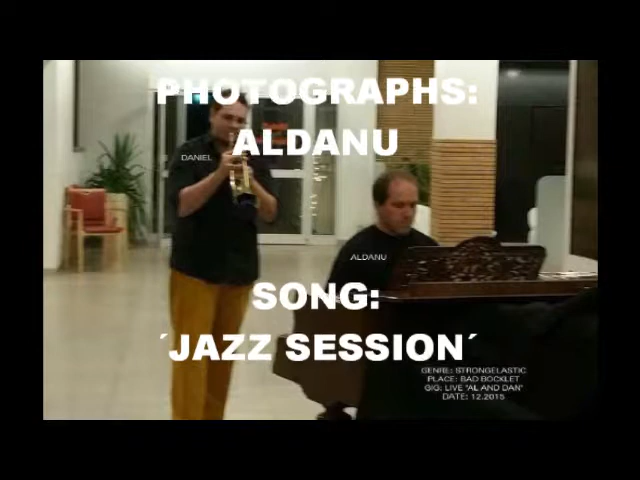 PHOTOGRAPHS:
ALDANU
DANIEL
ALDANU
SONG:
´JAZZ SESSION´
GENRE: STRONGELASTIC
PLACE: BAD BOCKLET
GIG: LIVE "AL AND DAN"
DATE: 12.2015